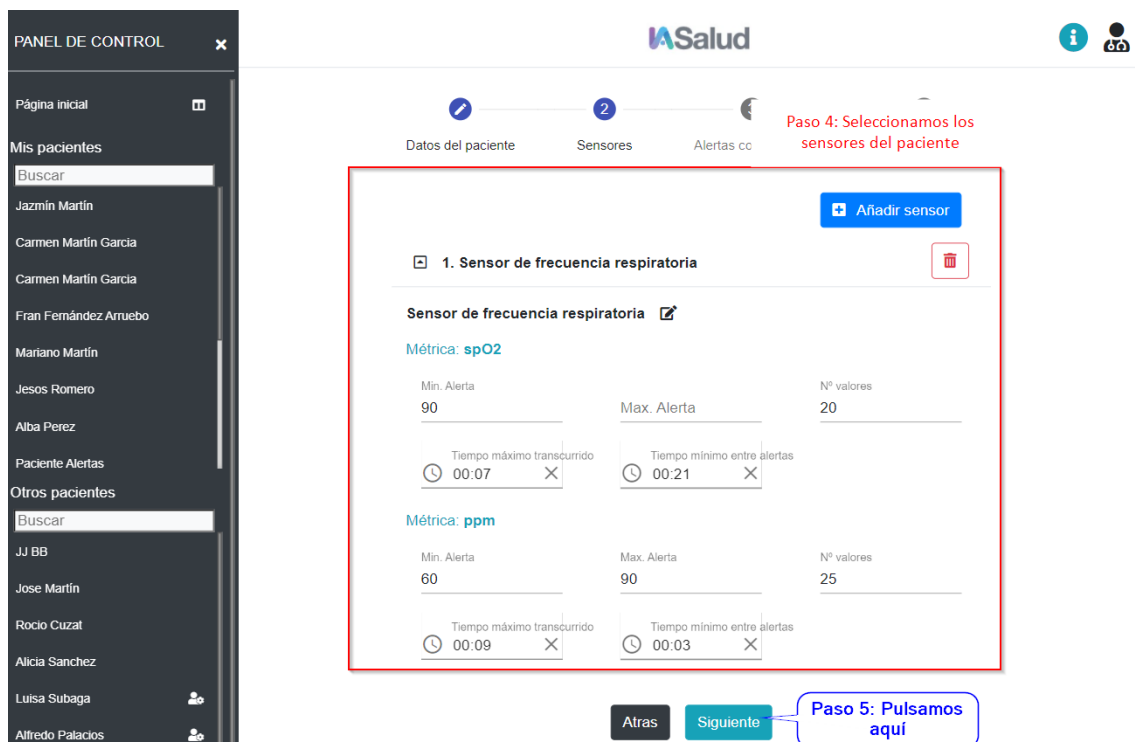 PANEL DE CONTROL
Página inicial
Mis pacientes
Buscar
Jazmín Martín
Carmen Martín Garcia
Carmen Martín Garcia
Fran Fernández Arruebo
Mariano Martín
Jesos Romero
Alba Perez
Paciente Alertas
Otros pacientes
Buscar
JJ BB
Jose Martín
Rocio Cuzat
Alicia Sanchez
Luisa Subaga
Alfredo Palacios
IASalud
2
Datos del paciente
Sensores
Alertas co
Paso 4: Seleccionamos los
sensores del paciente
Añadir sensor
1. Sensor de frecuencia respiratoria
Sensor de frecuencia respiratoria
Métrica: spO2
Min. Alerta
90
Max. Alerta
Nº valores
20
Tiempo máximo transcurrido
00:07
Tiempo mínimo entre alertas
00:21
Métrica: ppm
Min. Alerta
60
Max. Alerta
90
Nº valores
25
Tiempo máximo transcurrido
00:09
Tiempo mínimo entre alertas
00:03
Atras
Siguiente
Paso 5: Pulsamos
aquí